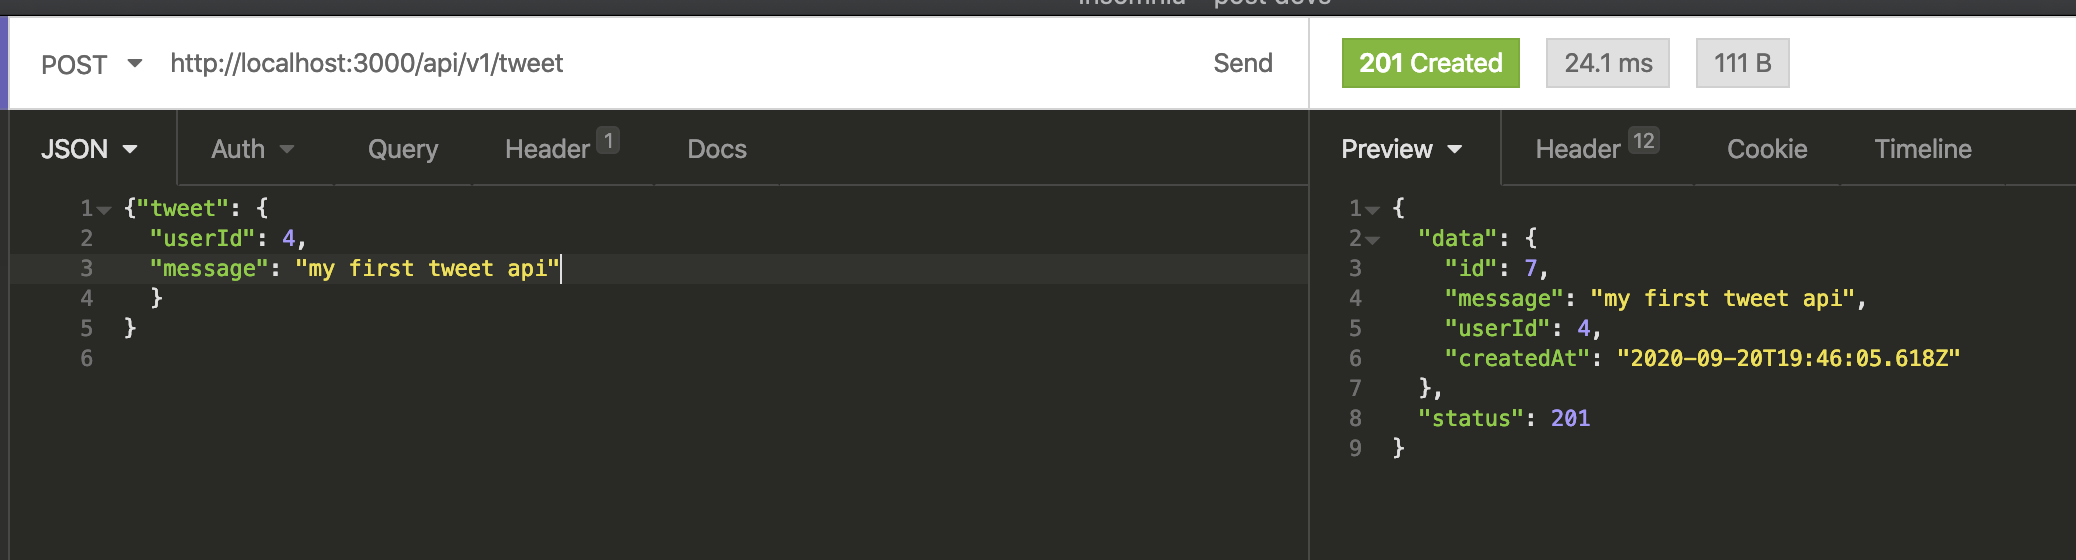 insomnia - post devs
POST http://localhost:3000/api/v1/tweet Send
201 Created 24.1 ms 111 B
JSON Auth Query Header 1 Docs
1 {"tweet": {
2 "userId": 4,
3 "message": "my first tweet api"
4 }
5 }
6
Preview Header 12 Cookie Timeline
1 {
2 "data": {
3 "id": 7,
4 "message": "my first tweet api",
5 "userId": 4,
6 "createdAt": "2020-09-20T19:46:05.618Z"
7 },
8 "status": 201
9 }